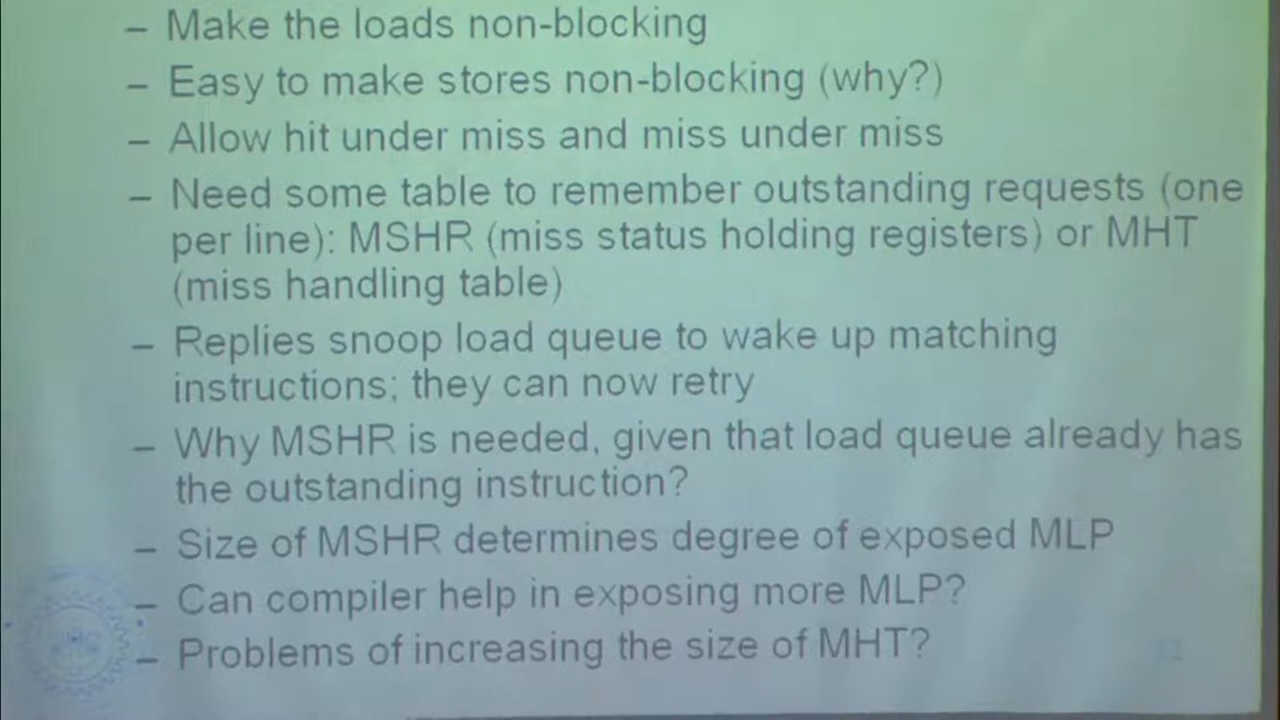 – Make the loads non-blocking
– Easy to make stores non-blocking (why?)
– Allow hit under miss and miss under miss
– Need some table to remember outstanding requests (one
per line): MSHR (miss status holding registers) or MHT
(miss handling table)
– Replies snoop load queue to wake up matching
instructions; they can now retry
– Why MSHR is needed, given that load queue already has
the outstanding instruction?
– Size of MSHR determines degree of exposed MLP
– Can compiler help in exposing more MLP?
– Problems of increasing the size of MHT?